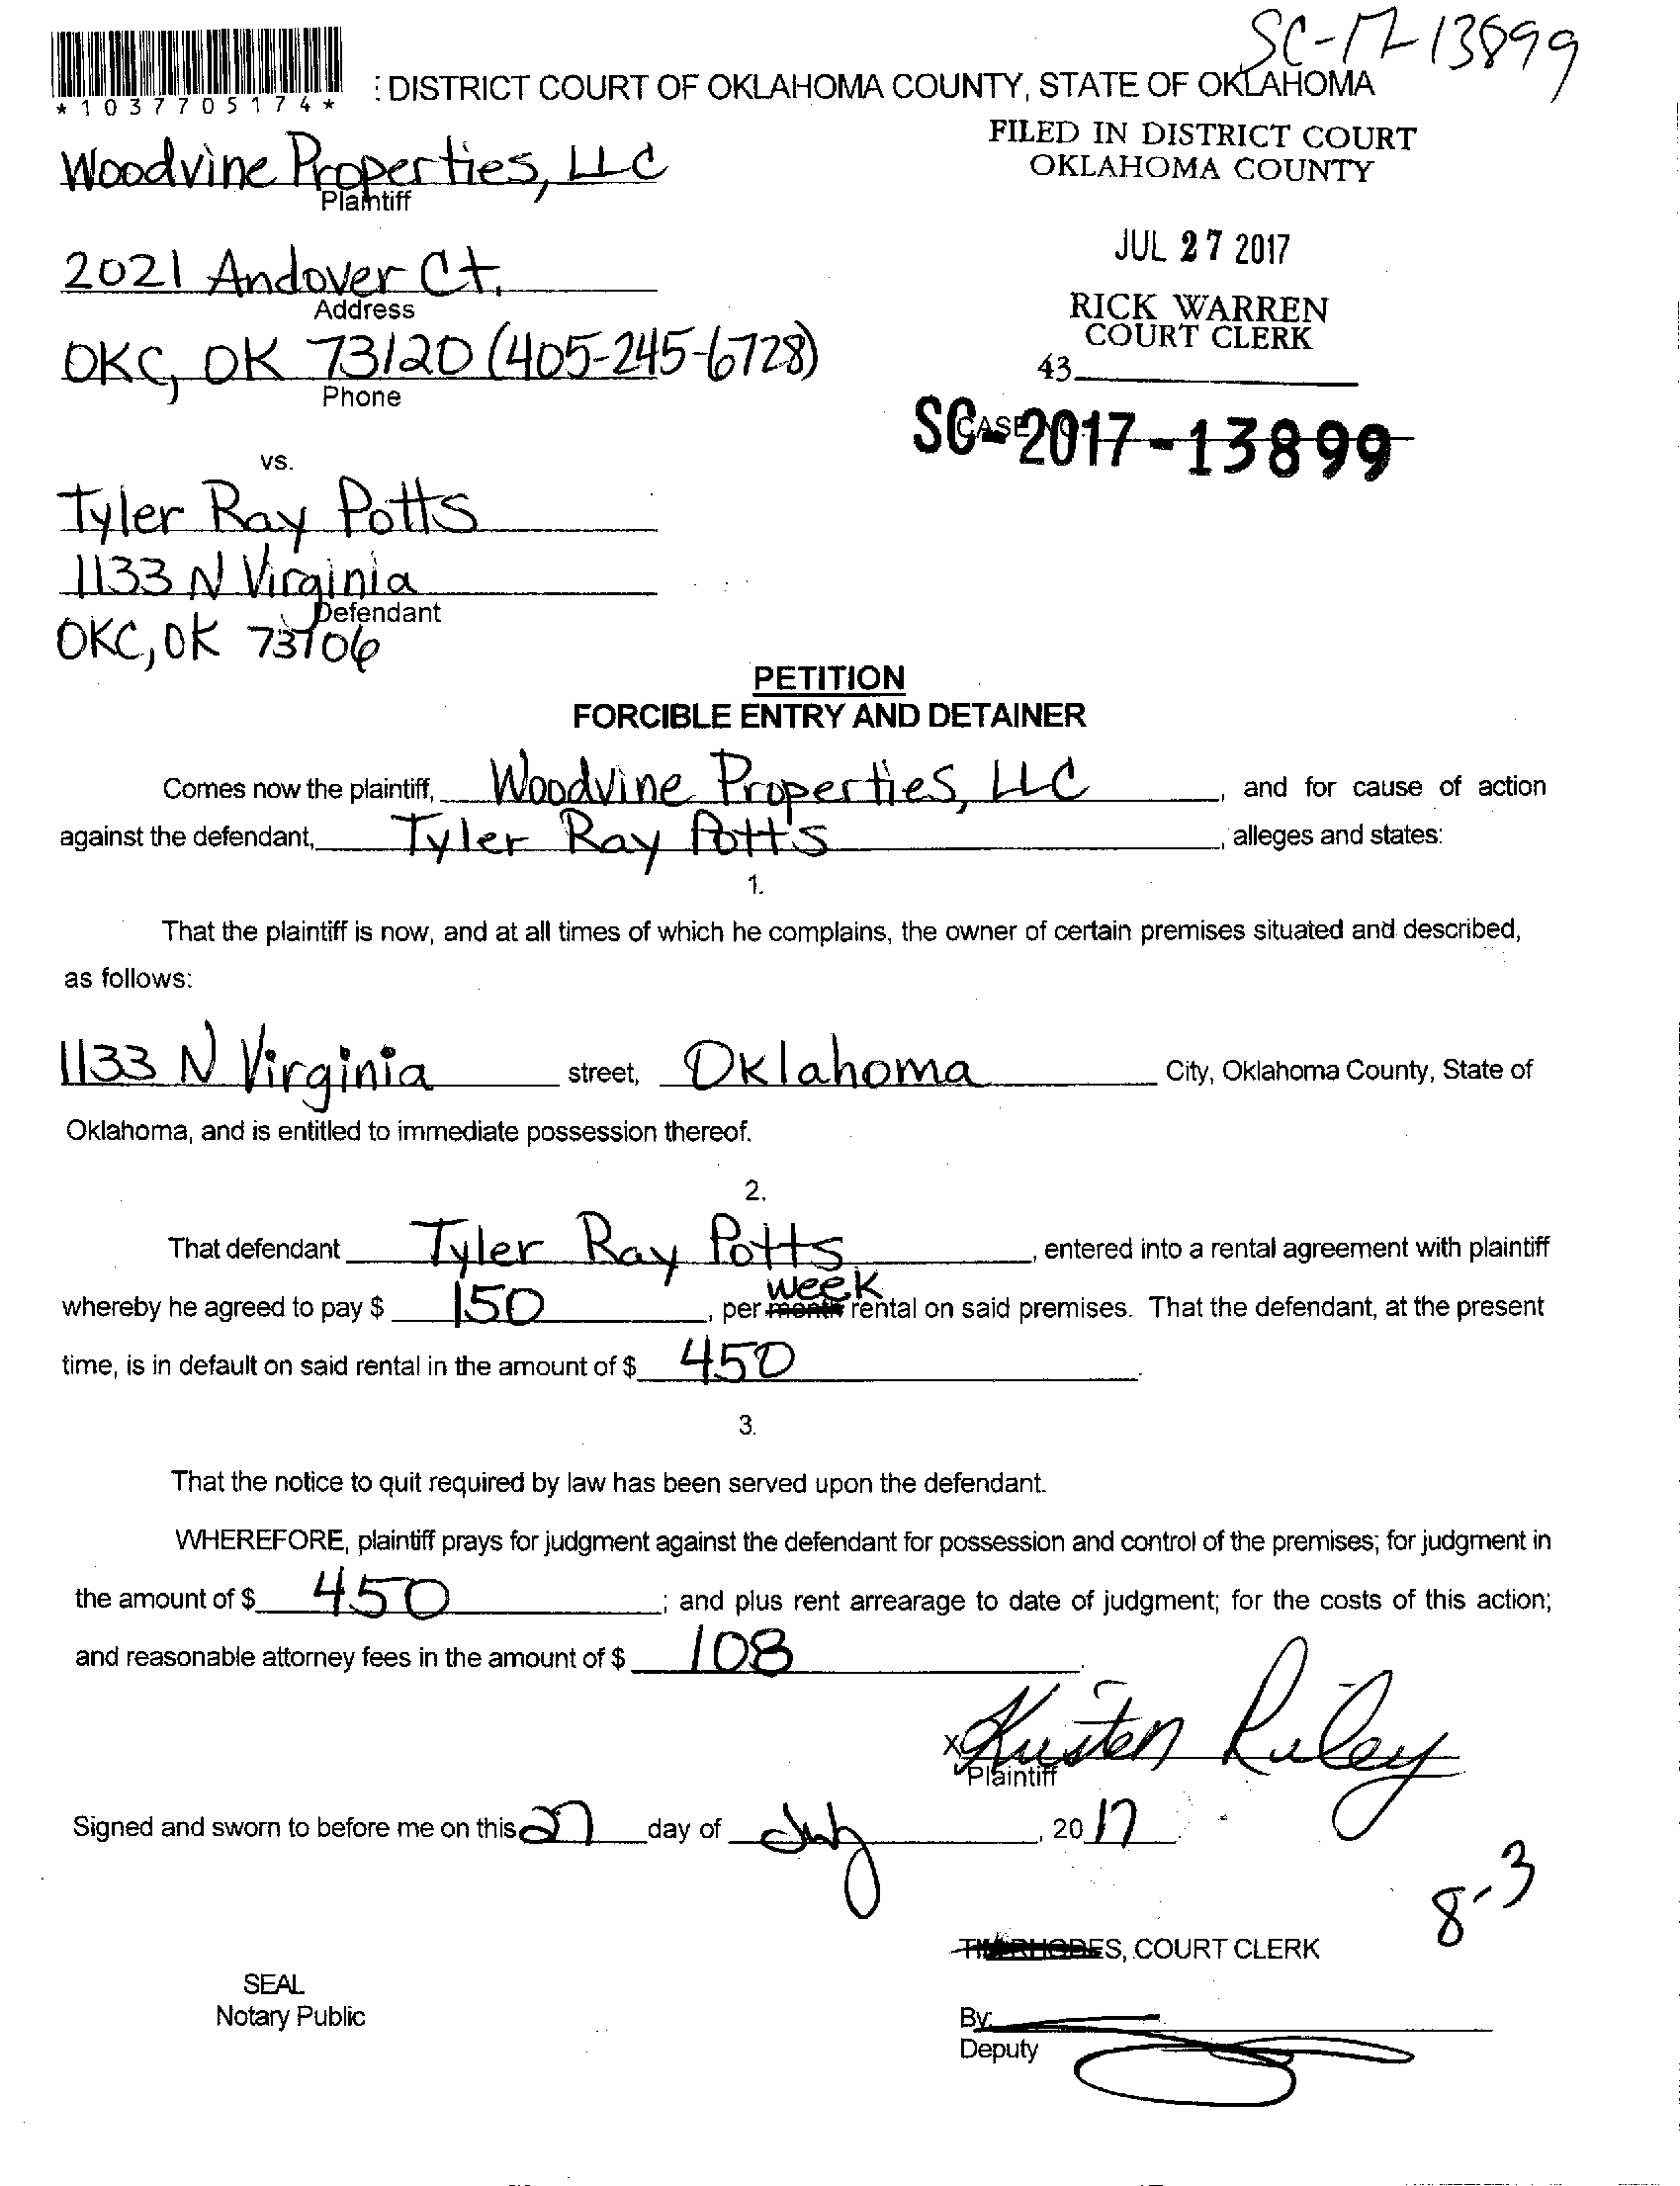 SC-17-13899
*1037705174*
: DISTRICT COURT OF OKLAHOMA COUNTY, STATE OF OKLAHOMA
FILED IN DISTRICT COURT
OKLAHOMA COUNTY
Woodvine Properties, LLC
Plaintiff
JUL 27 2017
2021 Andover Ct.
Address
RICK WARREN
COURT CLERK
OKC, OK 73120 (405-245-6728)
Phone
43
SC-2017-13899
CASE NO.
vs.
Tyler Ray Potts
1133 N Virginia
Defendant
OKC, OK 73106
PETITION
FORCIBLE ENTRY AND DETAINER
Comes now the plaintiff, Woodvine Properties, LLC, and for cause of action
against the defendant, Tyler Ray Potts, alleges and states:
1.
That the plaintiff is now, and at all times of which he complains, the owner of certain premises situated and described,
as follows:
1133 N Virginia street, Oklahoma City, Oklahoma County, State of
Oklahoma, and is entitled to immediate possession thereof.
2.
That defendant Tyler Ray Potts, entered into a rental agreement with plaintiff
week
whereby he agreed to pay $ 150, per month rental on said premises. That the defendant, at the present
time, is in default on said rental in the amount of $ 450.
3.
That the notice to quit required by law has been served upon the defendant.
WHEREFORE, plaintiff prays for judgment against the defendant for possession and control of the premises; for judgment in
the amount of $ 450; and plus rent arrearage to date of judgment; for the costs of this action;
and reasonable attorney fees in the amount of $ 108.
x Kristen Riley
Plaintiff
Signed and sworn to before me on this 27 day of July, 2017
8-3
TIM RHODES, COURT CLERK
SEAL
Notary Public
By:
Deputy